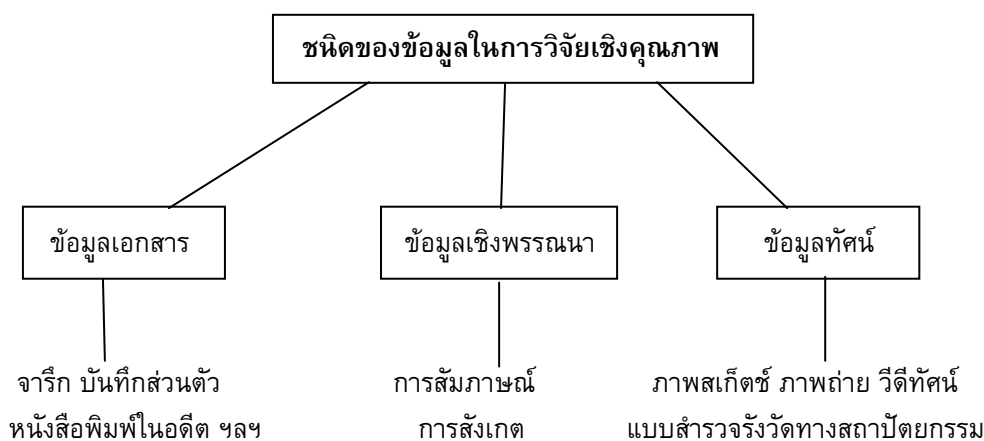 ชนิดของข้อมูลในการวิจัยเชิงคุณภาพ
ข้อมูลเอกสาร
ข้อมูลเชิงพรรณนา
ข้อมูลทัศน์
จารึก บันทึกส่วนตัว
หนังสือพิมพ์ในอดีต ฯลฯ
การสัมภาษณ์
การสังเกต
ภาพสเก็ตช์ ภาพถ่าย วีดีทัศน์
แบบสำรวจรังวัดทางสถาปัตยกรรม